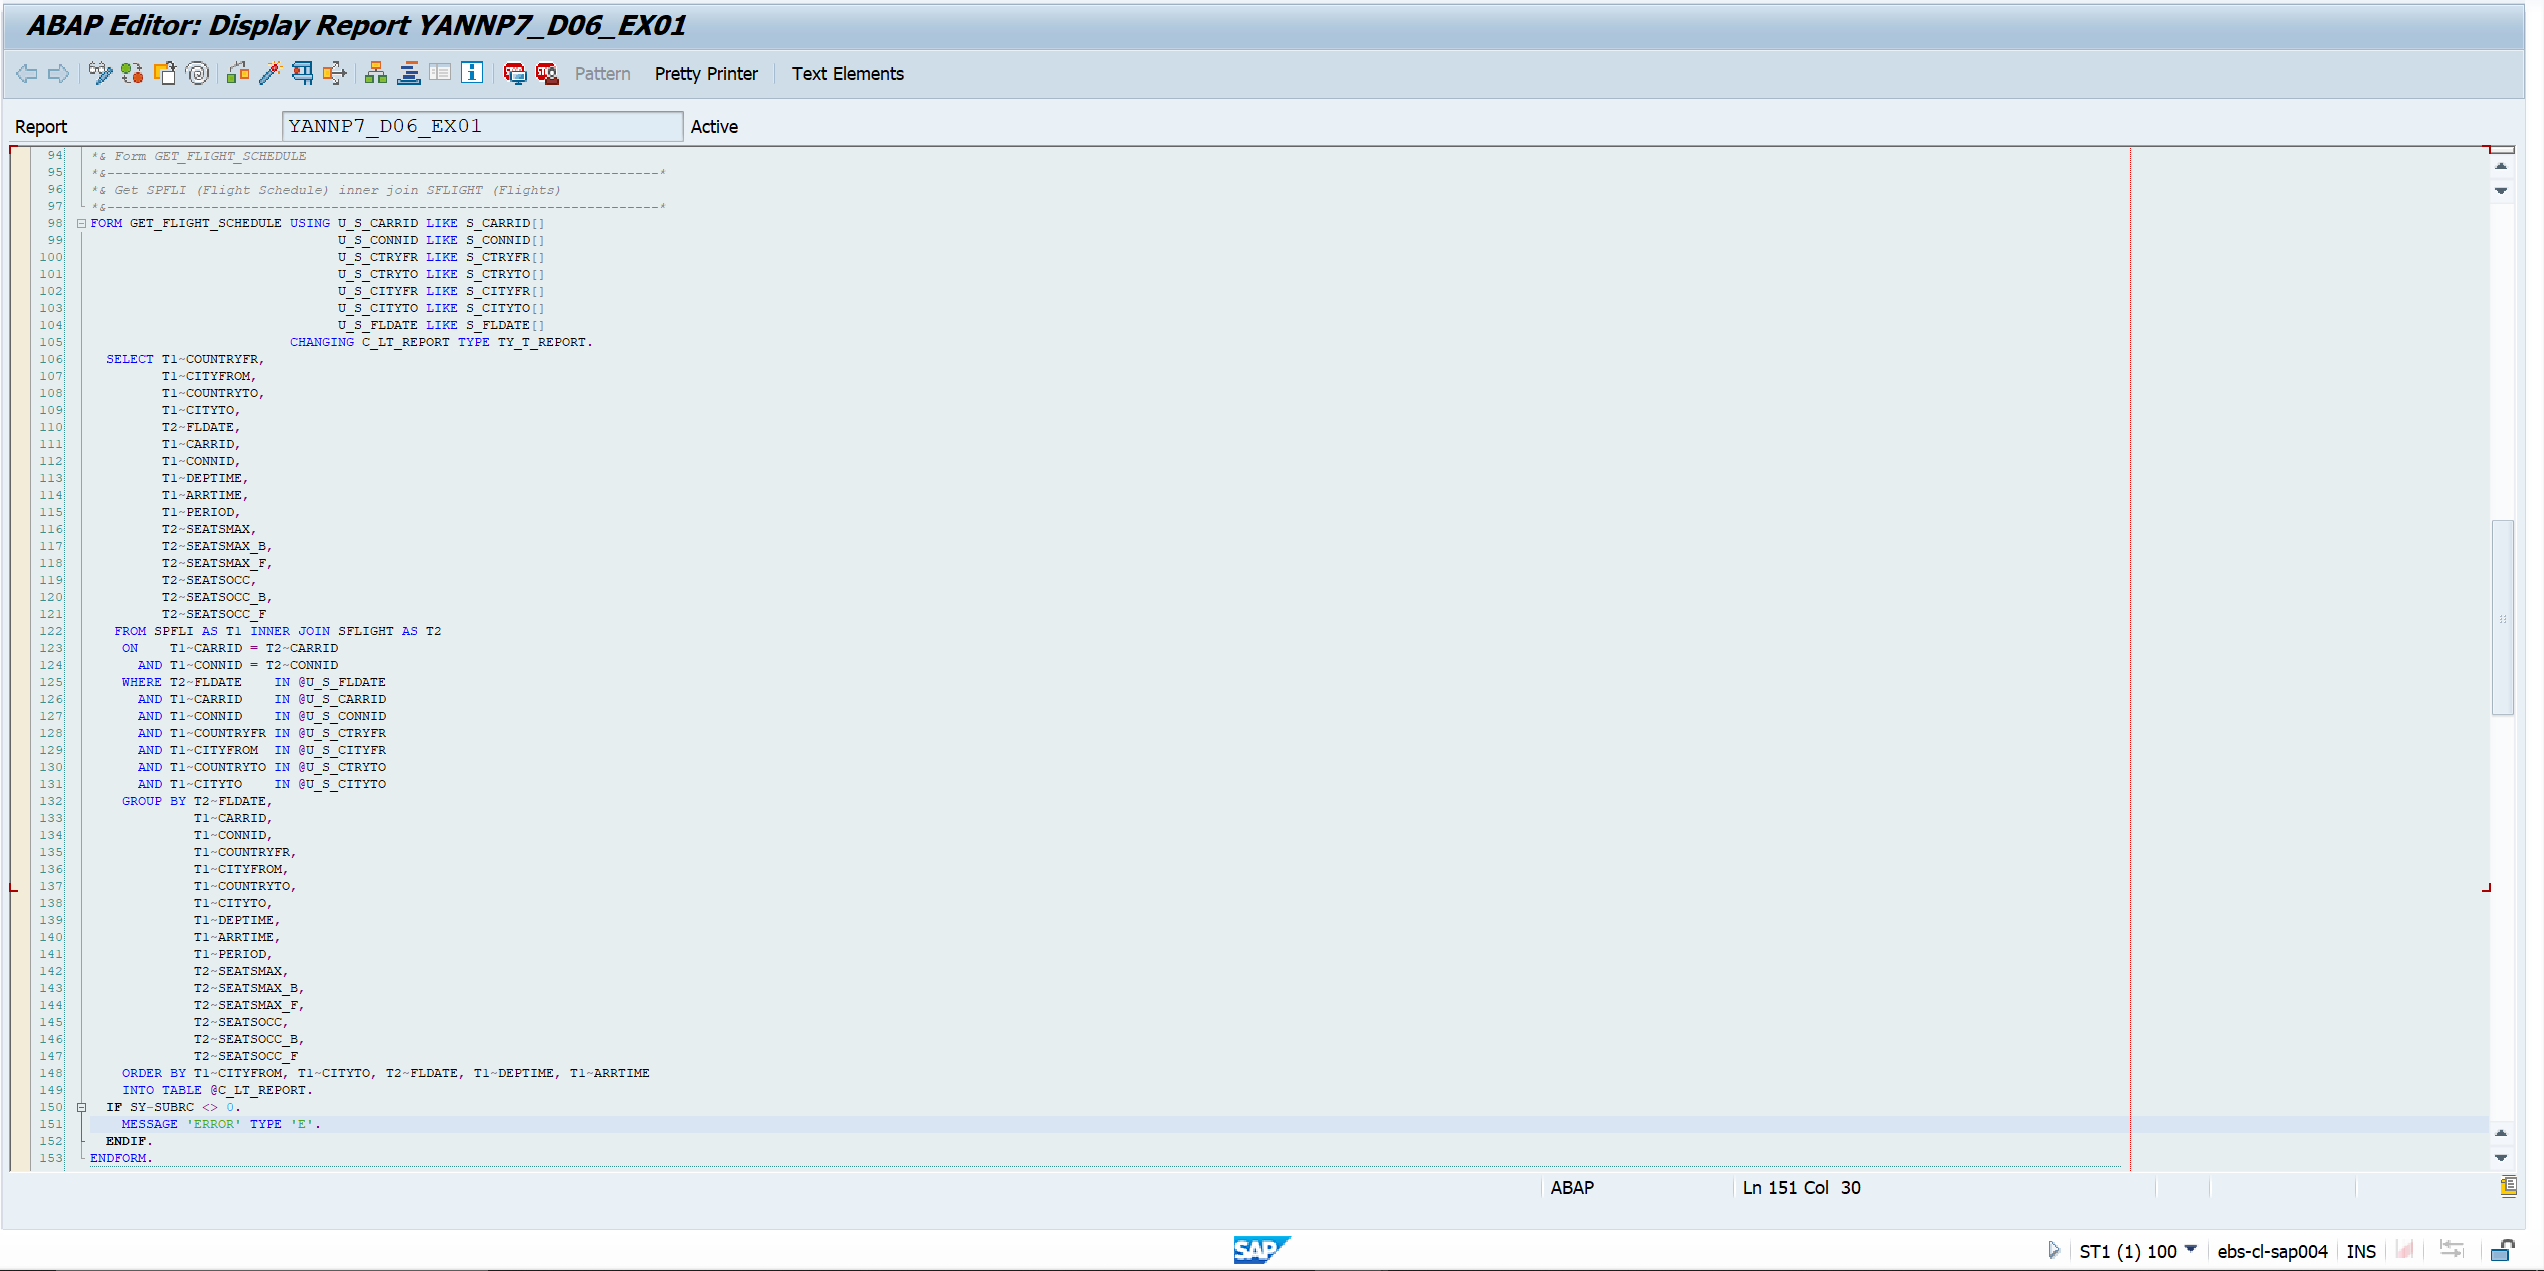 ABAP Editor: Display Report YANNP7_D06_EX01
Pattern Pretty Printer Text Elements
Report YANNP7_D06_EX01 Active
94 *& Form GET_FLIGHT_SCHEDULE
95 *&---------------------------------------------------------------------*
96 *& Get SPFLI (Flight Schedule) inner join SFLIGHT (Flights)
97 *&---------------------------------------------------------------------*
98 FORM GET_FLIGHT_SCHEDULE USING U_S_CARRID LIKE S_CARRID[]
99 U_S_CONNID LIKE S_CONNID[]
100 U_S_CTRYFR LIKE S_CTRYFR[]
101 U_S_CTRYTO LIKE S_CTRYTO[]
102 U_S_CITYFR LIKE S_CITYFR[]
103 U_S_CITYTO LIKE S_CITYTO[]
104 U_S_FLDATE LIKE S_FLDATE[]
105 CHANGING C_LT_REPORT TYPE TY_T_REPORT.
106 SELECT T1~COUNTRYFR,
107 T1~CITYFROM,
108 T1~COUNTRYTO,
109 T1~CITYTO,
110 T2~FLDATE,
111 T1~CARRID,
112 T1~CONNID,
113 T1~DEPTIME,
114 T1~ARRTIME,
115 T1~PERIOD,
116 T2~SEATSMAX,
117 T2~SEATSMAX_B,
118 T2~SEATSMAX_F,
119 T2~SEATSOCC,
120 T2~SEATSOCC_B,
121 T2~SEATSOCC_F
122 FROM SPFLI AS T1 INNER JOIN SFLIGHT AS T2
123 ON T1~CARRID = T2~CARRID
124 AND T1~CONNID = T2~CONNID
125 WHERE T2~FLDATE IN @U_S_FLDATE
126 AND T1~CARRID IN @U_S_CARRID
127 AND T1~CONNID IN @U_S_CONNID
128 AND T1~COUNTRYFR IN @U_S_CTRYFR
129 AND T1~CITYFROM IN @U_S_CITYFR
130 AND T1~COUNTRYTO IN @U_S_CTRYTO
131 AND T1~CITYTO IN @U_S_CITYTO
132 GROUP BY T2~FLDATE,
133 T1~CARRID,
134 T1~CONNID,
135 T1~COUNTRYFR,
136 T1~CITYFROM,
137 T1~COUNTRYTO,
138 T1~CITYTO,
139 T1~DEPTIME,
140 T1~ARRTIME,
141 T1~PERIOD,
142 T2~SEATSMAX,
143 T2~SEATSMAX_B,
144 T2~SEATSMAX_F,
145 T2~SEATSOCC,
146 T2~SEATSOCC_B,
147 T2~SEATSOCC_F
148 ORDER BY T1~CITYFROM, T1~CITYTO, T2~FLDATE, T1~DEPTIME, T1~ARRTIME
149 INTO TABLE @C_LT_REPORT.
150 IF SY-SUBRC <> 0.
151 MESSAGE 'ERROR' TYPE 'E'.
152 ENDIF.
153 ENDFORM.
ABAP Ln 151 Col 30
SAP ST1 (1) 100 ebs-cl-sap004 INS